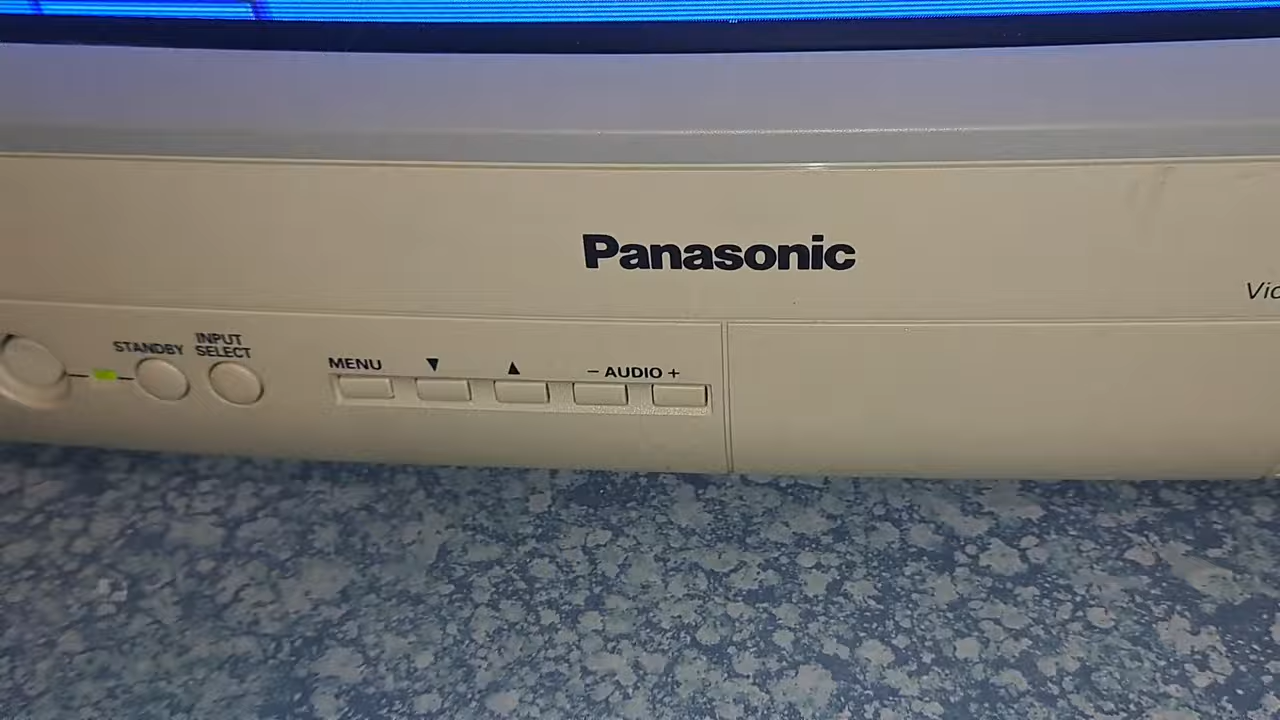 Panasonic
STANDBY
INPUT
SELECT
MENU
▼
▲
− AUDIO +